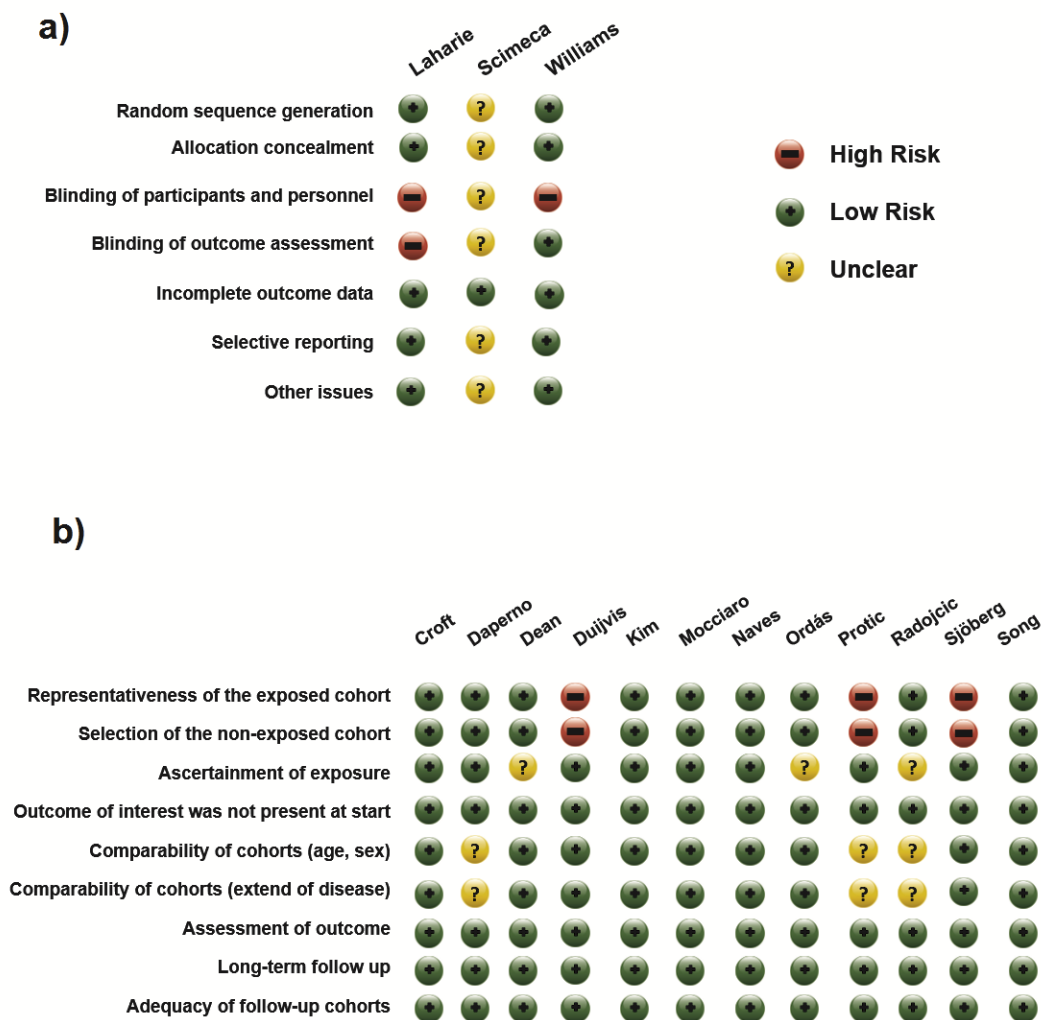 a)
Laharie Scimeca Williams
Random sequence generation + ? +
Allocation concealment + ? +
Blinding of participants and personnel − ? −
Blinding of outcome assessment − ? +
Incomplete outcome data + + +
Selective reporting + ? +
Other issues + ? +
− High Risk
+ Low Risk
? Unclear
b)
Croft Daperno Dean Duijvis Kim Mocciaro Naves Ordás Protic Radojcic Sjöberg Song
Representativeness of the exposed cohort + + + − + + + + − + − +
Selection of the non-exposed cohort + + + − + + + + − + − +
Ascertainment of exposure + + ? + + + + ? + ? + +
Outcome of interest was not present at start + + + + + + + + + + + +
Comparability of cohorts (age, sex) + ? + + + + + + ? ? + +
Comparability of cohorts (extend of disease) + ? + + + + + + ? ? + +
Assessment of outcome + + + + + + + + + + + +
Long-term follow up + + + + + + + + + + + +
Adequacy of follow-up cohorts + + + + + + + + + + + +